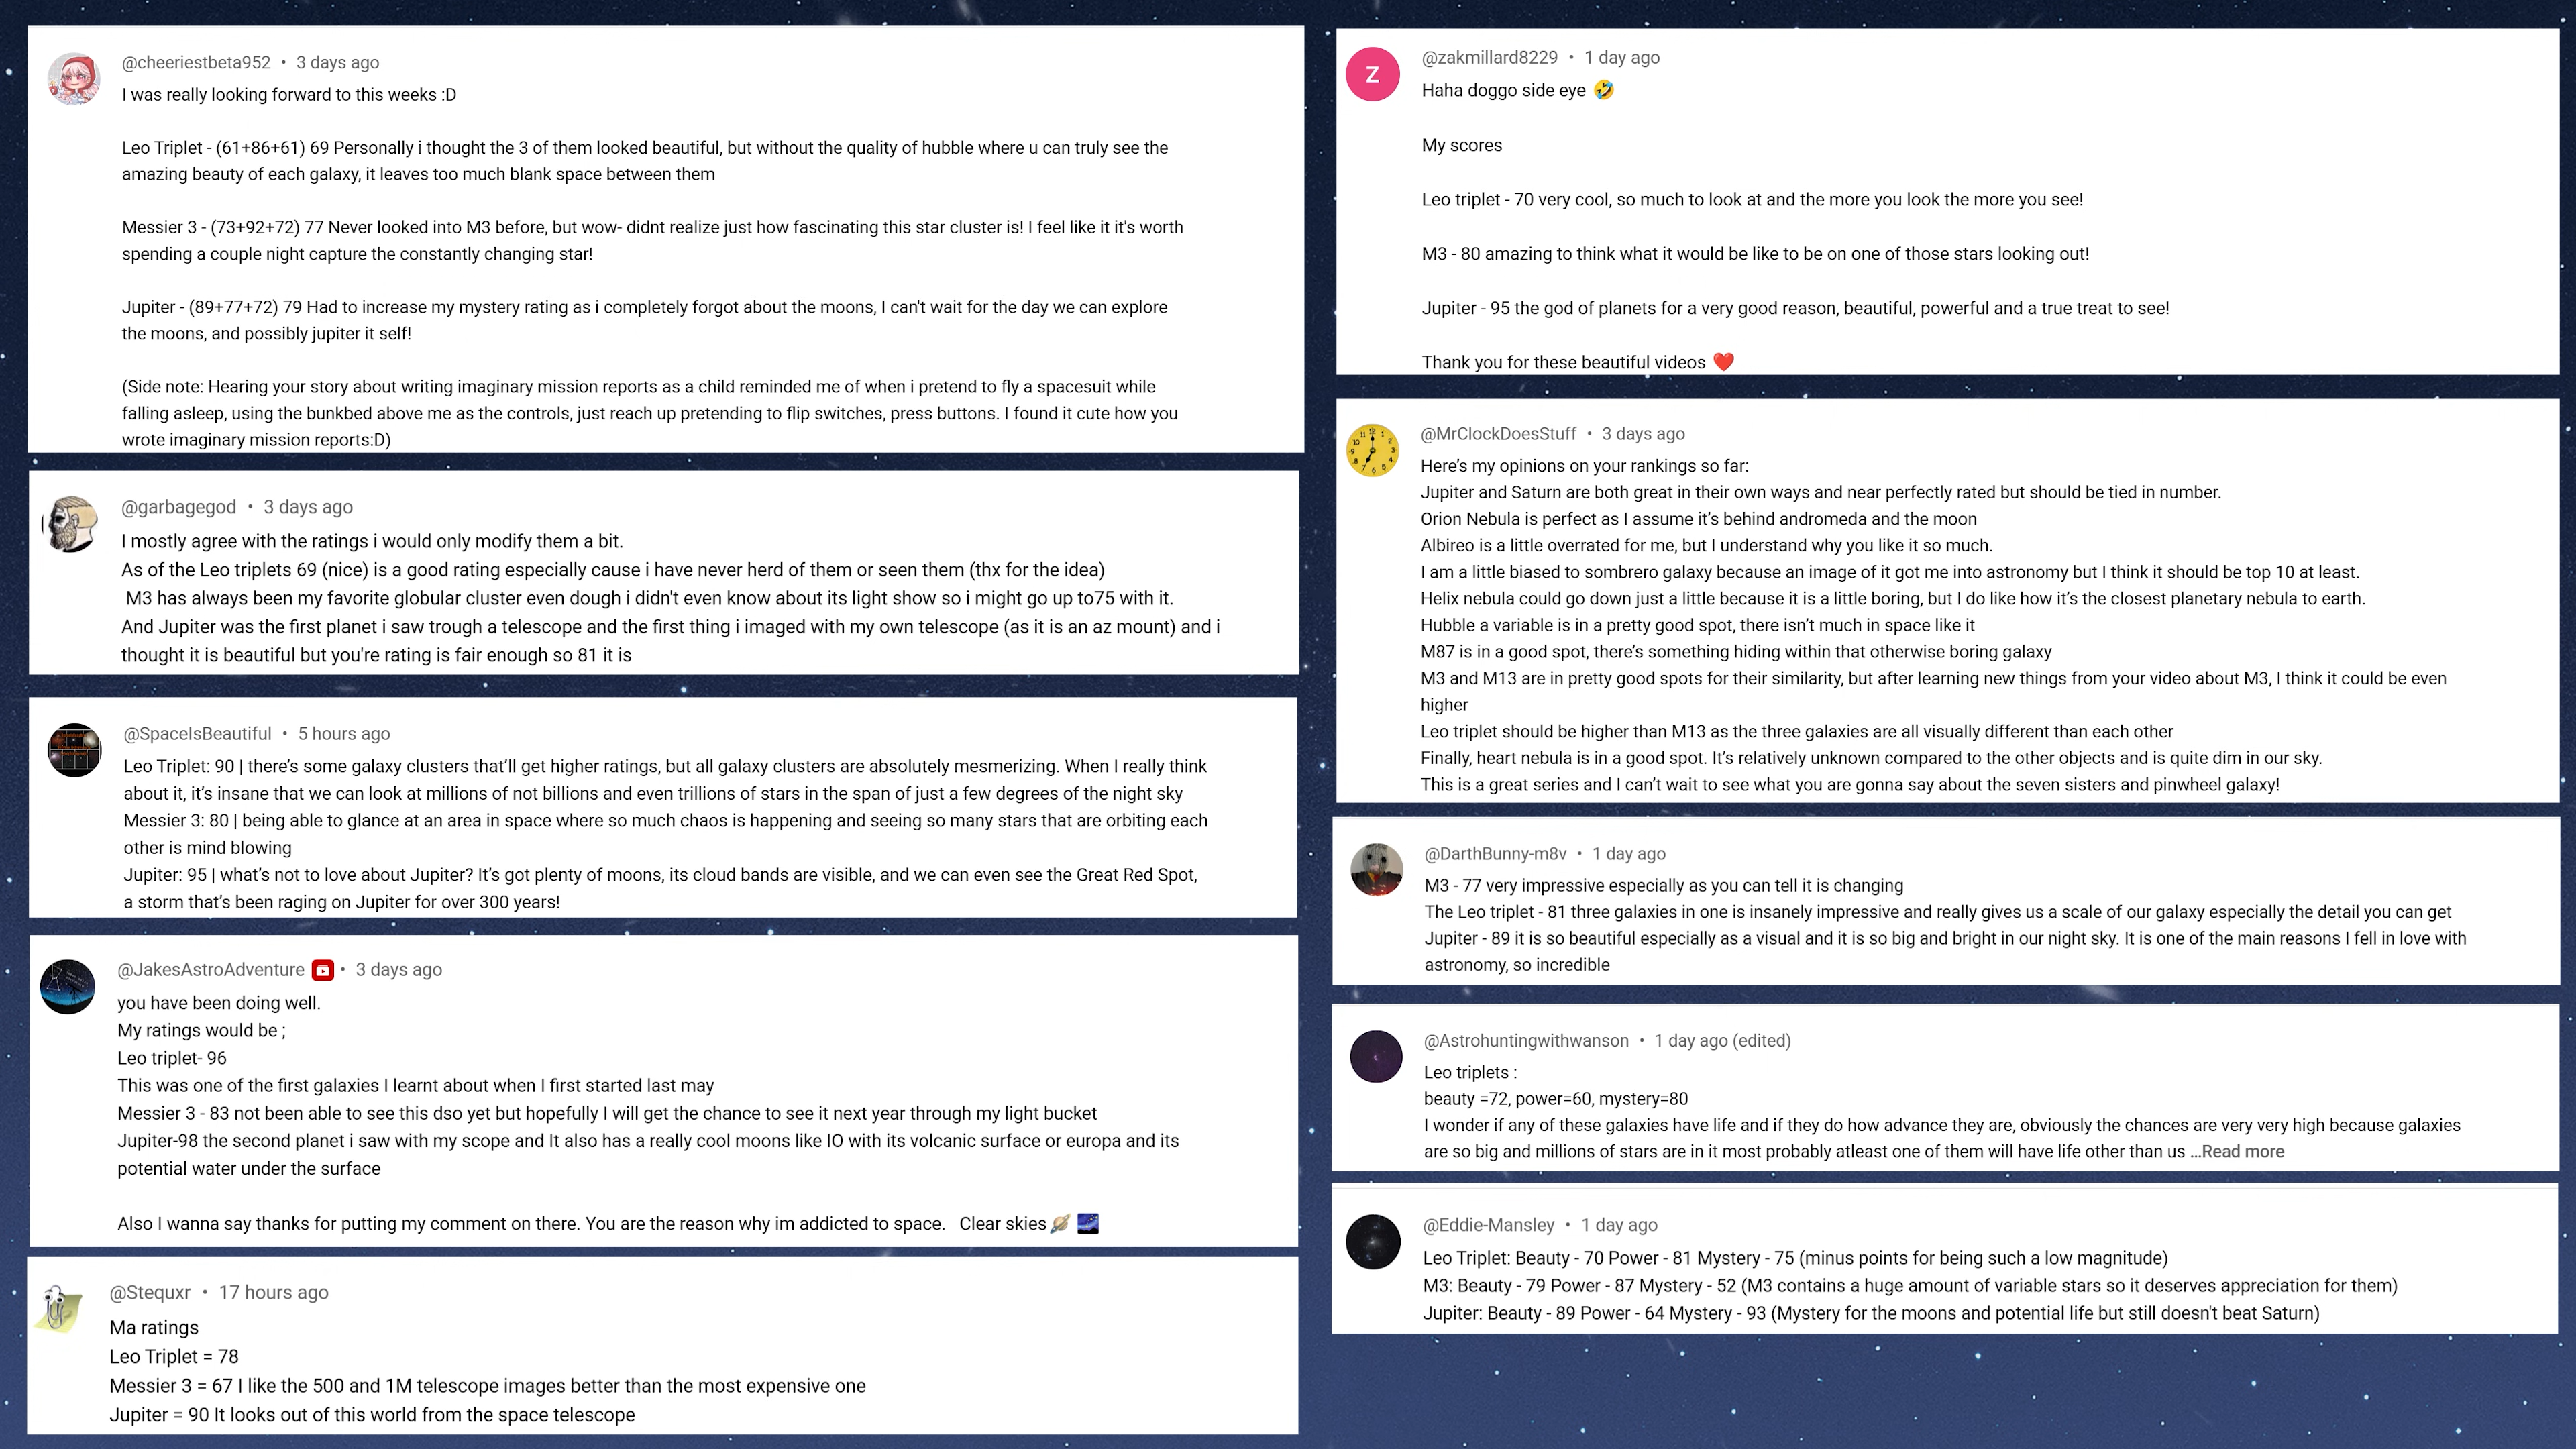 @cheeriestbeta952 • 3 days ago
I was really looking forward to this weeks :D
Leo Triplet - (61+86+61) 69 Personally i thought the 3 of them looked beautiful, but without the quality of hubble where u can truly see the
amazing beauty of each galaxy, it leaves too much blank space between them
Messier 3 - (73+92+72) 77 Never looked into M3 before, but wow- didnt realize just how fascinating this star cluster is! I feel like it it's worth
spending a couple night capture the constantly changing star!
Jupiter - (89+77+72) 79 Had to increase my mystery rating as i completely forgot about the moons, I can't wait for the day we can explore
the moons, and possibly jupiter it self!
(Side note: Hearing your story about writing imaginary mission reports as a child reminded me of when i pretend to fly a spacesuit while
falling asleep, using the bunkbed above me as the controls, just reach up pretending to flip switches, press buttons. I found it cute how you
wrote imaginary mission reports:D)
@garbagegod • 3 days ago
I mostly agree with the ratings i would only modify them a bit.
As of the Leo triplets 69 (nice) is a good rating especially cause i have never herd of them or seen them (thx for the idea)
M3 has always been my favorite globular cluster even dough i didn't even know about its light show so i might go up to75 with it.
And Jupiter was the first planet i saw trough a telescope and the first thing i imaged with my own telescope (as it is an az mount) and i
thought it is beautiful but you're rating is fair enough so 81 it is
@SpaceIsBeautiful • 5 hours ago
Leo Triplet: 90 | there's some galaxy clusters that'll get higher ratings, but all galaxy clusters are absolutely mesmerizing. When I really think
about it, it's insane that we can look at millions of not billions and even trillions of stars in the span of just a few degrees of the night sky
Messier 3: 80 | being able to glance at an area in space where so much chaos is happening and seeing so many stars that are orbiting each
other is mind blowing
Jupiter: 95 | what's not to love about Jupiter? It's got plenty of moons, its cloud bands are visible, and we can even see the Great Red Spot,
a storm that's been raging on Jupiter for over 300 years!
@JakesAstroAdventure • 3 days ago
you have been doing well.
My ratings would be ;
Leo triplet- 96
This was one of the first galaxies I learnt about when I first started last may
Messier 3 - 83 not been able to see this dso yet but hopefully I will get the chance to see it next year through my light bucket
Jupiter-98 the second planet i saw with my scope and It also has a really cool moons like IO with its volcanic surface or europa and its
potential water under the surface
Also I wanna say thanks for putting my comment on there. You are the reason why im addicted to space. Clear skies🪐 🌌
@Stequxr • 17 hours ago
Ma ratings
Leo Triplet = 78
Messier 3 = 67 I like the 500 and 1M telescope images better than the most expensive one
Jupiter = 90 It looks out of this world from the space telescope
Z
@zakmillard8229 • 1 day ago
Haha doggo side eye 🤣
My scores
Leo triplet - 70 very cool, so much to look at and the more you look the more you see!
M3 - 80 amazing to think what it would be like to be on one of those stars looking out!
Jupiter - 95 the god of planets for a very good reason, beautiful, powerful and a true treat to see!
Thank you for these beautiful videos ❤️
@MrClockDoesStuff • 3 days ago
Here's my opinions on your rankings so far:
Jupiter and Saturn are both great in their own ways and near perfectly rated but should be tied in number.
Orion Nebula is perfect as I assume it's behind andromeda and the moon
Albireo is a little overrated for me, but I understand why you like it so much.
I am a little biased to sombrero galaxy because an image of it got me into astronomy but I think it should be top 10 at least.
Helix nebula could go down just a little because it is a little boring, but I do like how it's the closest planetary nebula to earth.
Hubble a variable is in a pretty good spot, there isn't much in space like it
M87 is in a good spot, there's something hiding within that otherwise boring galaxy
M3 and M13 are in pretty good spots for their similarity, but after learning new things from your video about M3, I think it could be even
higher
Leo triplet should be higher than M13 as the three galaxies are all visually different than each other
Finally, heart nebula is in a good spot. It's relatively unknown compared to the other objects and is quite dim in our sky.
This is a great series and I can't wait to see what you are gonna say about the seven sisters and pinwheel galaxy!
@DarthBunny-m8v • 1 day ago
M3 - 77 very impressive especially as you can tell it is changing
The Leo triplet - 81 three galaxies in one is insanely impressive and really gives us a scale of our galaxy especially the detail you can get
Jupiter - 89 it is so beautiful especially as a visual and it is so big and bright in our night sky. It is one of the main reasons I fell in love with
astronomy, so incredible
@Astrohuntingwithwanson • 1 day ago (edited)
Leo triplets :
beauty =72, power=60, mystery=80
I wonder if any of these galaxies have life and if they do how advance they are, obviously the chances are very very high because galaxies
are so big and millions of stars are in it most probably atleast one of them will have life other than us ...Read more
@Eddie-Mansley • 1 day ago
Leo Triplet: Beauty - 70 Power - 81 Mystery - 75 (minus points for being such a low magnitude)
M3: Beauty - 79 Power - 87 Mystery - 52 (M3 contains a huge amount of variable stars so it deserves appreciation for them)
Jupiter: Beauty - 89 Power - 64 Mystery - 93 (Mystery for the moons and potential life but still doesn't beat Saturn)